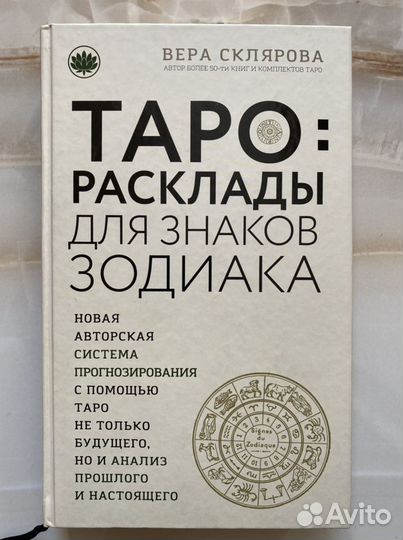 ВЕРА СКЛЯРОВА
АВТОР БОЛЕЕ 50-ти КНИГ И КОМПЛЕКТОВ ТАРО
ТАРО:
РАСКЛАДЫ
ДЛЯ ЗНАКОВ
ЗОДИАКА
НОВАЯ
АВТОРСКАЯ
СИСТЕМА
ПРОГНОЗИРОВАНИЯ
С ПОМОЩЬЮ
ТАРО
НЕ ТОЛЬКО
БУДУЩЕГО,
НО И АНАЛИЗ
ПРОШЛОГО
И НАСТОЯЩЕГО
Signes
du
Zodiaque
Avito